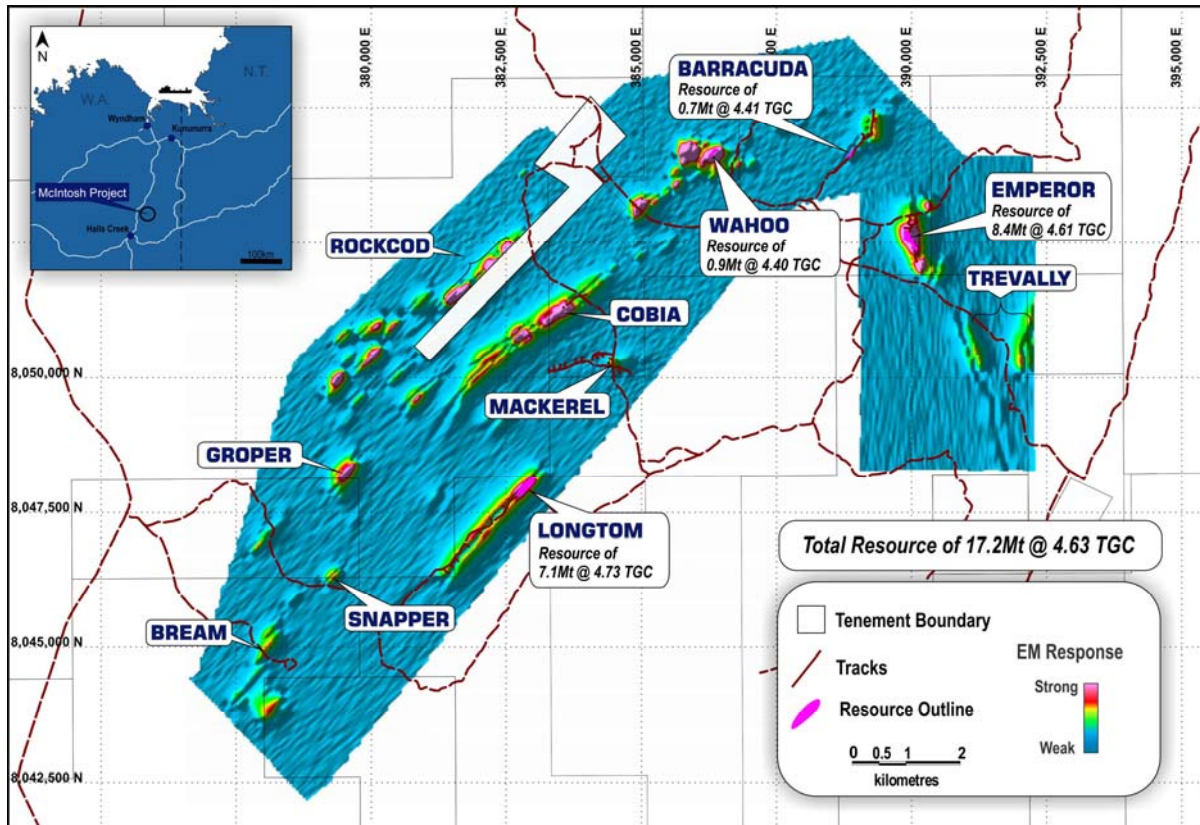 N
W.A.
N.T.
Wyndham
Kununurra
McIntosh Project
Halls Creek
100km
380,000 E
382,500 E
385,000 E
390,000 E
392,500 E
395,000 E
BARRACUDA
Resource of
0.7Mt @ 4.41 TGC
EMPEROR
Resource of
8.4Mt @ 4.61 TGC
WAHOO
Resource of
0.9Mt @ 4.40 TGC
ROCKCOD
TREVALLY
COBIA
8,050,000 N
MACKEREL
GROPER
8,047,500 N
LONGTOM
Resource of
7.1Mt @ 4.73 TGC
Total Resource of 17.2Mt @ 4.63 TGC
SNAPPER
BREAM
8,045,000 N
8,042,500 N
Tenement Boundary
Tracks
Resource Outline
0 0.5 1 2
kilometres
EM Response
Strong
Weak